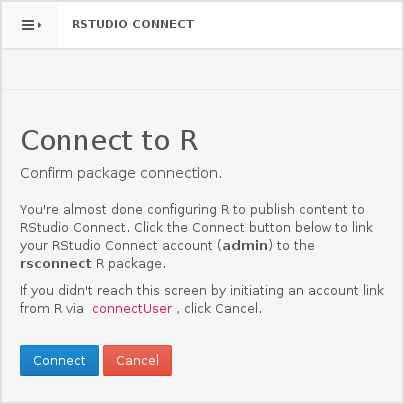 RSTUDIO CONNECT
Connect to R
Confirm package connection.
You're almost done configuring R to publish content to
RStudio Connect. Click the Connect button below to link
your RStudio Connect account (admin) to the
rsconnect R package.
If you didn't reach this screen by initiating an account link
from R via connectUser , click Cancel.
Connect Cancel